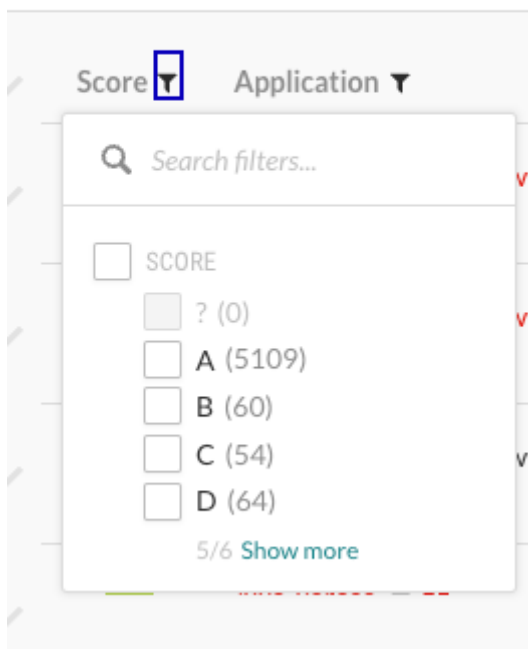 Score Application
Search filters...
SCORE
? (0)
A (5109)
B (60)
C (54)
D (64)
5/6 Show more